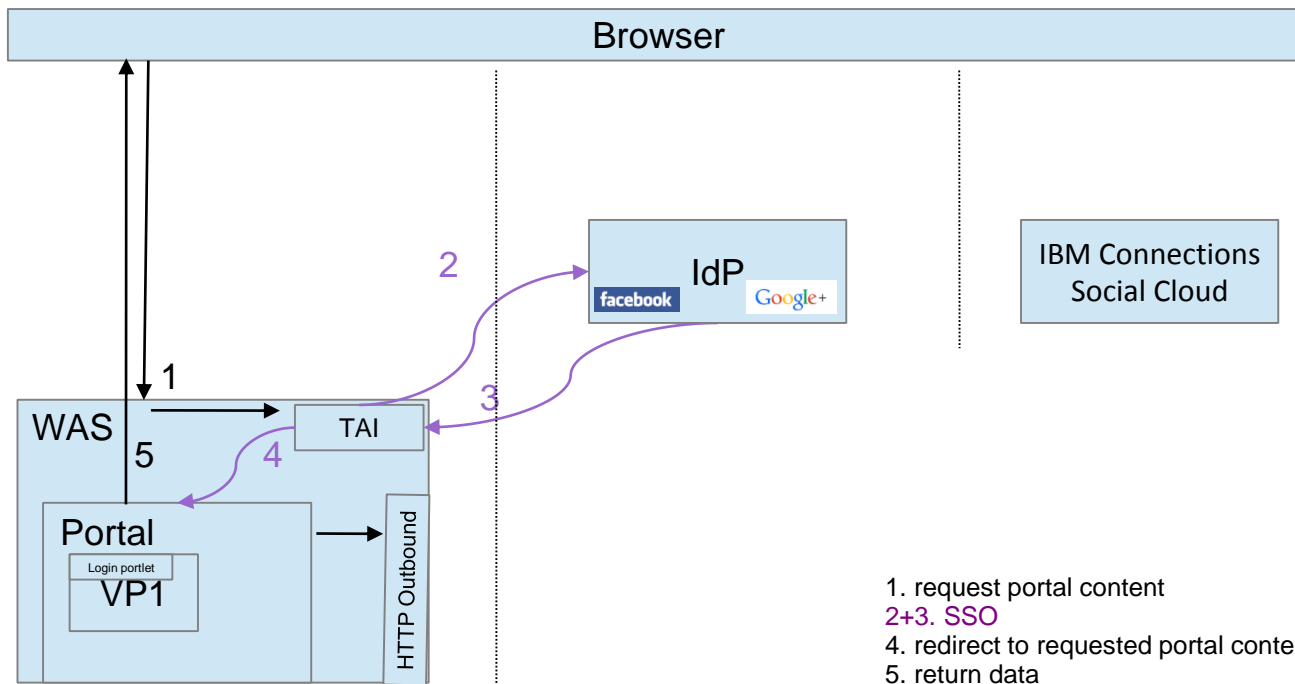 Browser
2
IdP
facebook
Google+
IBM Connections
Social Cloud
1
3
WAS
TAI
5
4
Portal
Login portlet
VP1
HTTP Outbound
1. request portal content
2+3. SSO
4. redirect to requested portal conte
5. return data